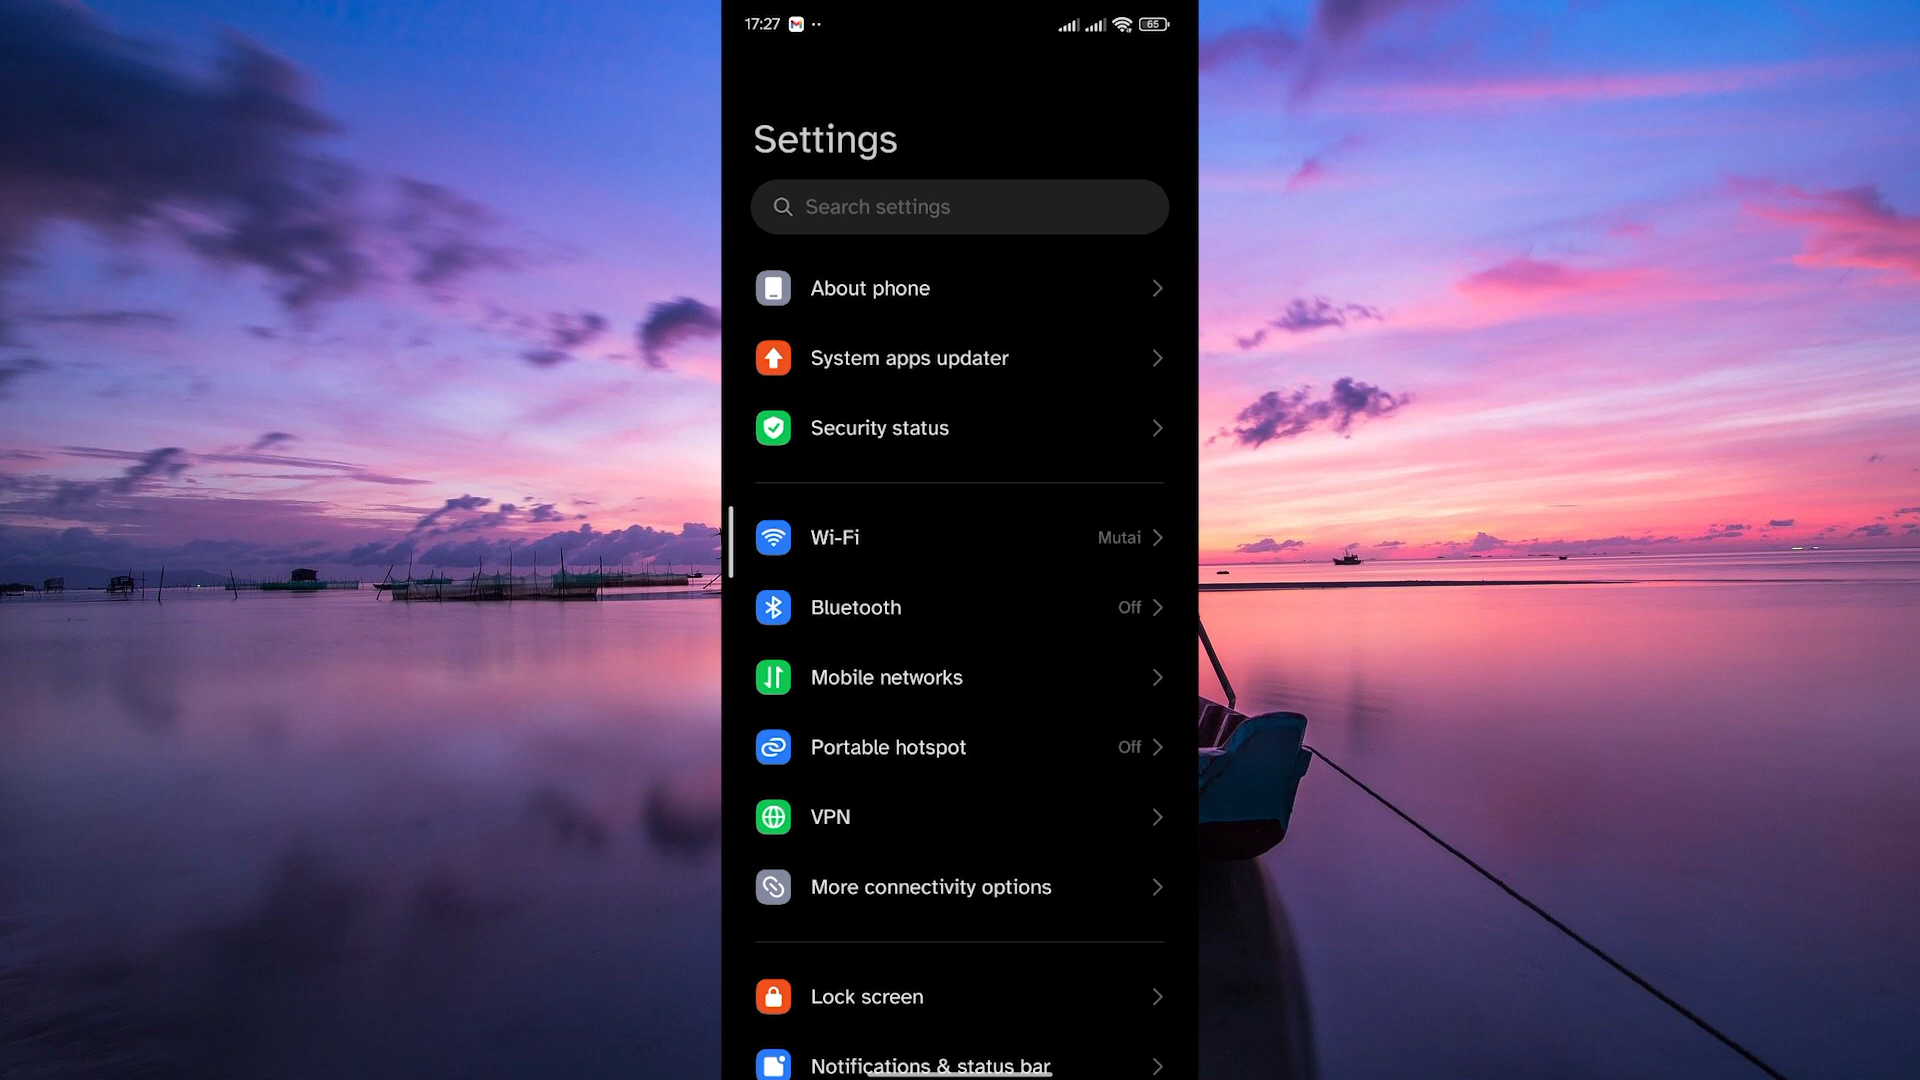 17:27
65
Settings
Search settings
About phone
System apps updater
Security status
Wi-Fi Mutai
Bluetooth Off
Mobile networks
Portable hotspot Off
VPN
More connectivity options
Lock screen
Notifications & status bar